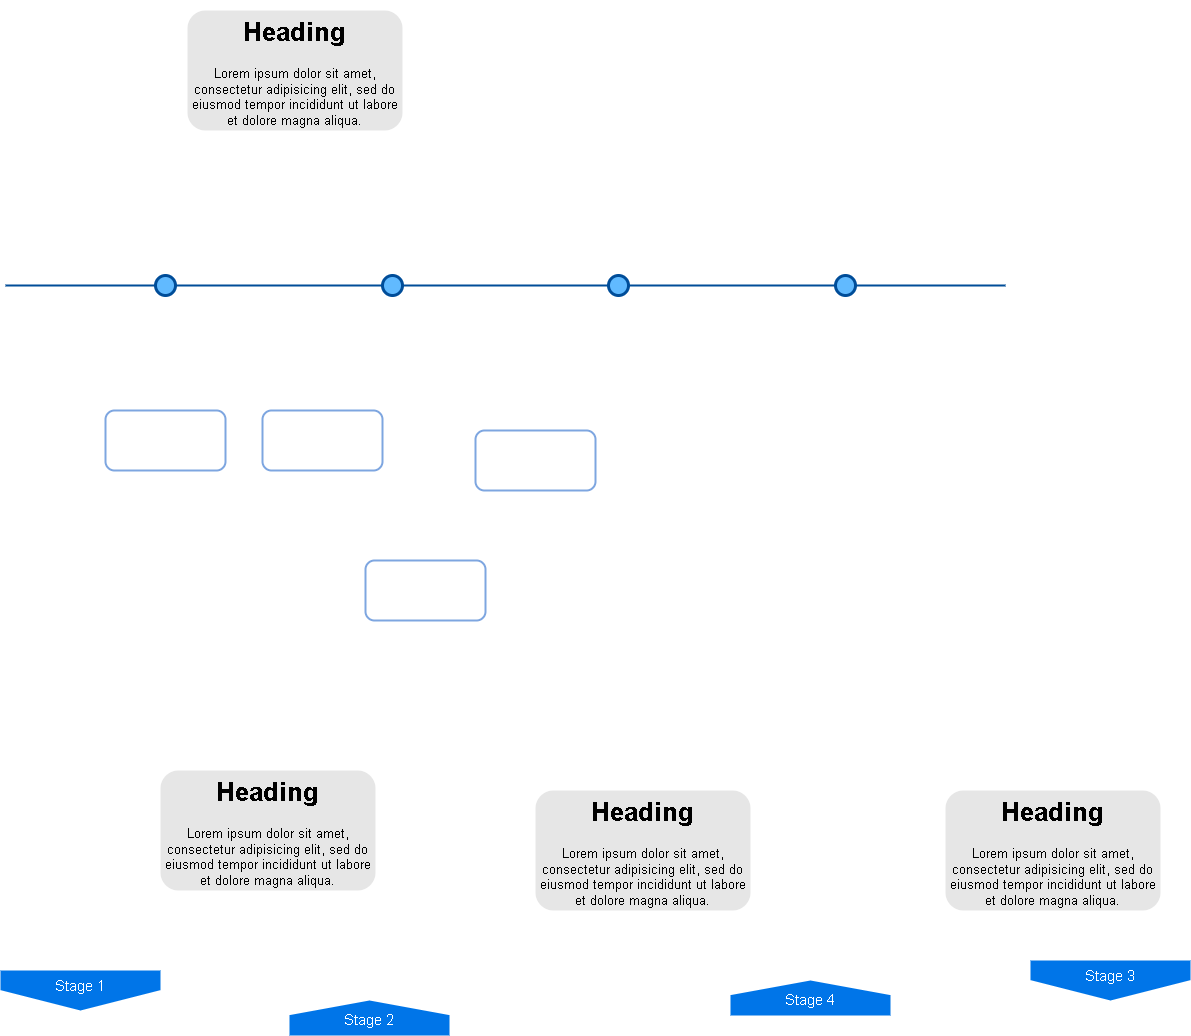 Heading
Lorem ipsum dolor sit amet,
consectetur adipisicing elit, sed do
eiusmod tempor incididunt ut labore
et dolore magna aliqua.
Heading
Lorem ipsum dolor sit amet,
consectetur adipisicing elit, sed do
eiusmod tempor incididunt ut labore
et dolore magna aliqua.
Heading
Lorem ipsum dolor sit amet,
consectetur adipisicing elit, sed do
eiusmod tempor incididunt ut labore
et dolore magna aliqua.
Heading
Lorem ipsum dolor sit amet,
consectetur adipisicing elit, sed do
eiusmod tempor incididunt ut labore
et dolore magna aliqua.
Stage 1
Stage 2
Stage 4
Stage 3